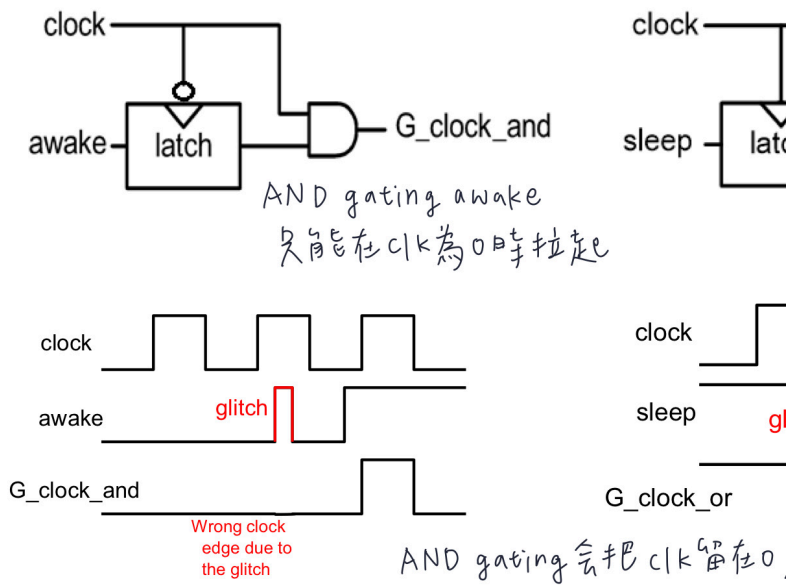 clock
awake
latch
G_clock_and
AND gating awake
只能在clk為0時拉起
clock
sleep
latc
clock
awake
glitch
G_clock_and
Wrong clock
edge due to
the glitch
clock
sleep
gl
G_clock_or
AND gating会把clk留在0,